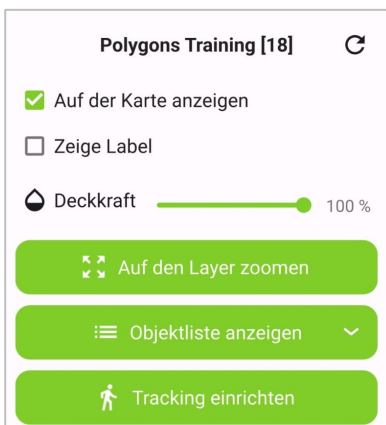 Polygons Training [18]
Auf der Karte anzeigen
Zeige Label
Deckkraft 100 %
Auf den Layer zoomen
Objektliste anzeigen
Tracking einrichten